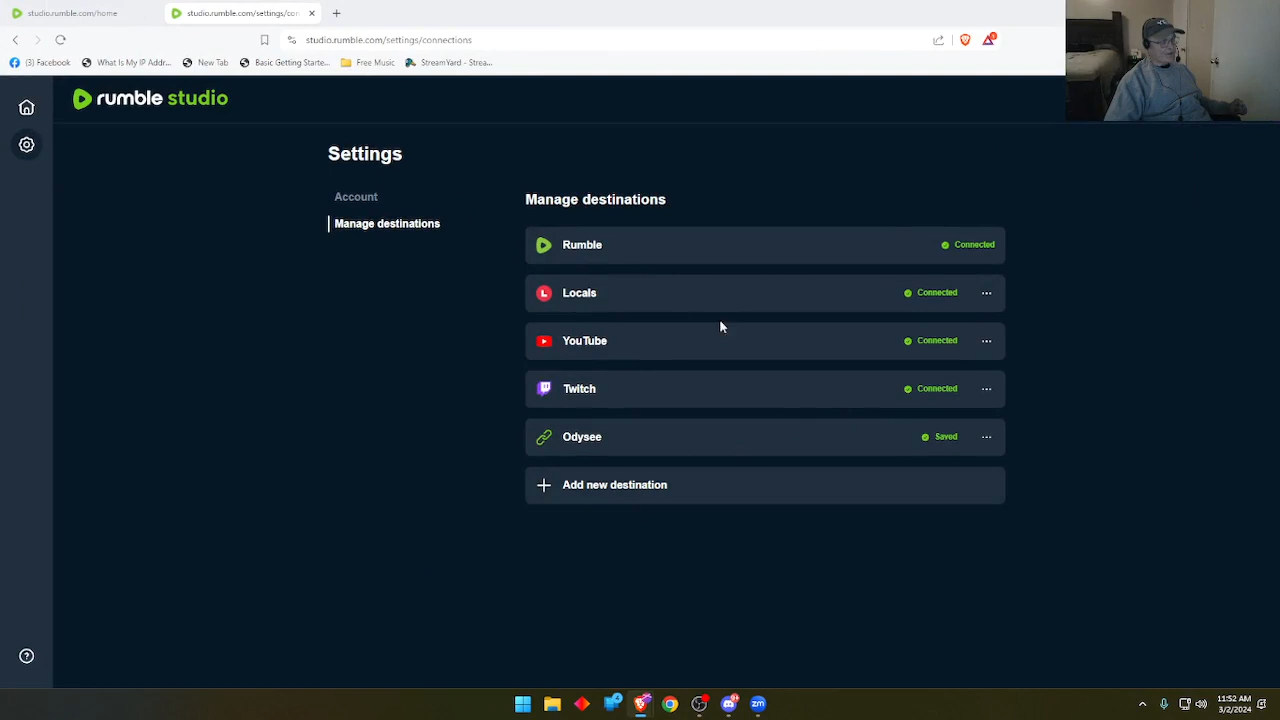 studio.rumble.com/home
studio.rumble.com/settings/con
studio.rumble.com/settings/connections
(3) Facebook
What Is My IP Addr...
New Tab
Basic Getting Starte...
Free Music
StreamYard - Strea...
rumble studio
Settings
Account
Manage destinations
Manage destinations
Rumble
Connected
Locals
Connected
YouTube
Connected
Twitch
Connected
Odysee
Saved
Add new destination
zm
11:52 AM
3/2/2024